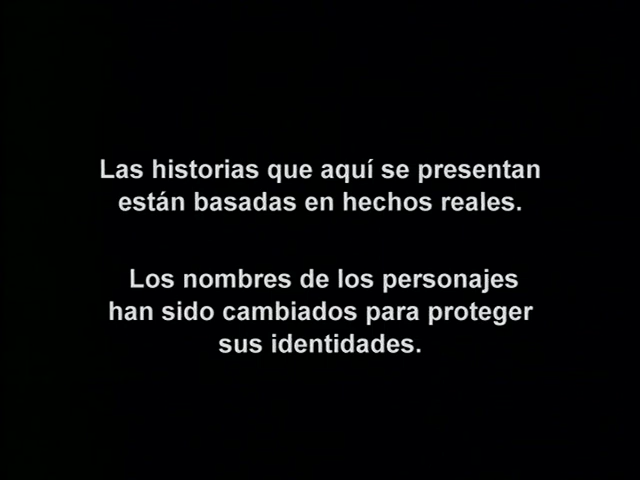 Las historias que aquí se presentan
están basadas en hechos reales.
Los nombres de los personajes
han sido cambiados para proteger
sus identidades.